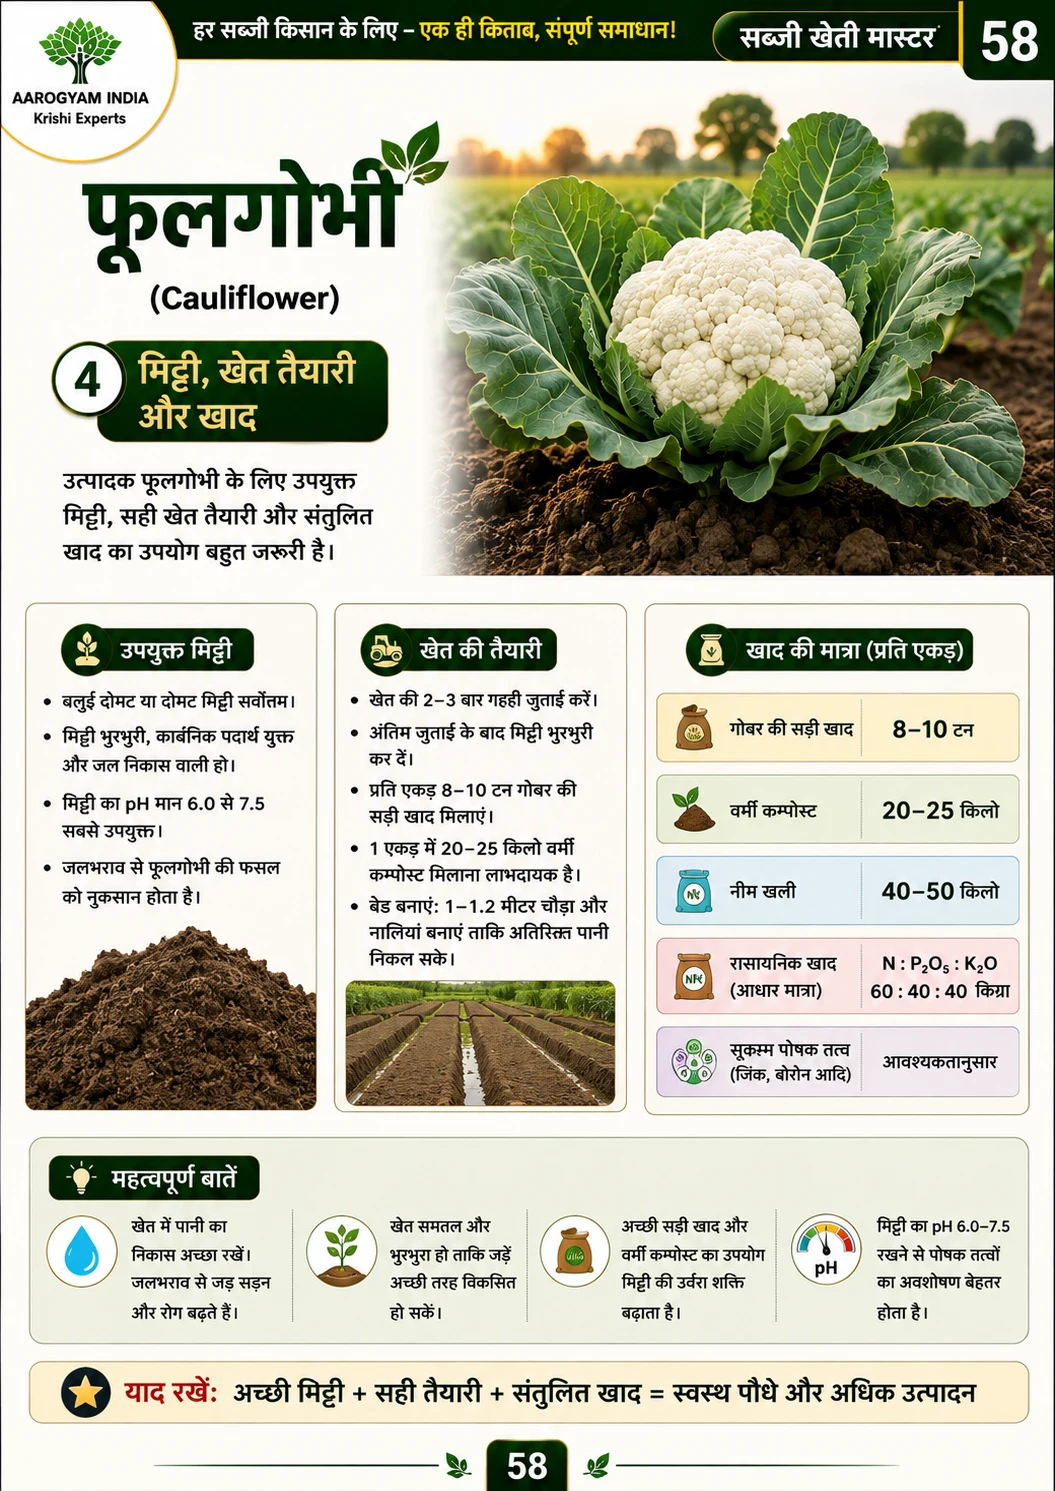 हर सब्जी किसान के लिए – एक ही किताब, संपूर्ण समाधान!
सब्जी खेती मास्टर
58
AAROGYAM INDIA
Krishi Experts
फूलगोभी
(Cauliflower)
4
मिट्टी, खेत तैयारी
और खाद
उत्पादक फूलगोभी के लिए उपयुक्त
मिट्टी, सही खेत तैयारी और संतुलित
खाद का उपयोग बहुत जरूरी है।
उपयुक्त मिट्टी
• बलुई दोमट या दोमट मिट्टी सर्वोत्तम।
• मिट्टी भुरभुरी, कार्बनिक पदार्थ युक्त
और जल निकास वाली हो।
• मिट्टी का pH मान 6.0 से 7.5
सबसे उपयुक्त।
• जलभराव से फूलगोभी की फसल
को नुकसान होता है।
खेत की तैयारी
• खेत की 2–3 बार गहही जुताई करें।
• अंतिम जुताई के बाद मिट्टी भुरभुरी
कर दें।
• प्रति एकड़ 8–10 टन गोबर की
सड़ी खाद मिलाएं।
• 1 एकड़ में 20–25 किलो वर्मी
कम्पोस्ट मिलाना लाभदायक है।
• बेड बनाएं: 1–1.2 मीटर चौड़ा और
नालियां बनाएं ताकि अतिरिक्त पानी
निकल सके।
खाद की मात्रा (प्रति एकड़)
गोबर की सड़ी खाद 8–10 टन
वर्मी कम्पोस्ट 20–25 किलो
नीम खली 40–50 किलो
रासायनिक खाद N : P₂O₅ : K₂O
(आधार मात्रा) 60 : 40 : 40 किग्रा
सूकम्म पोषक तत्व
(जिंक, बोरोन आदि) आवश्यकतानुसार
महत्वपूर्ण बातें
खेत में पानी का
निकास अच्छा रखें।
जलभराव से जड़ सड़न
और रोग बढ़ते हैं।
खेत समतल और
भुरभुरा हो ताकि जड़ें
अच्छी तरह विकसित
हो सकें।
अच्छी सड़ी खाद और
वर्मी कम्पोस्ट का उपयोग
मिट्टी की उर्वरा शक्ति
बढ़ाता है।
pH
मिट्टी का pH 6.0–7.5
रखने से पोषक तत्वों
का अवशोषण बेहतर
होता है।
याद रखें: अच्छी मिट्टी + सही तैयारी + संतुलित खाद = स्वस्थ पौधे और अधिक उत्पादन
58